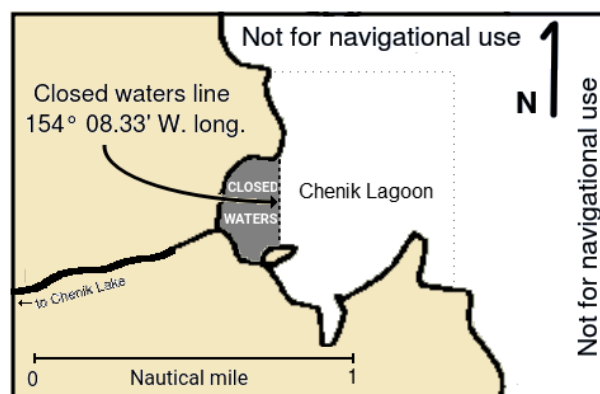 Not for navigational use
Closed waters line
154° 08.33' W. long.
N
Not for navigational use
CLOSED
WATERS
Chenik Lagoon
← to Chenik Lake
0
Nautical mile
1